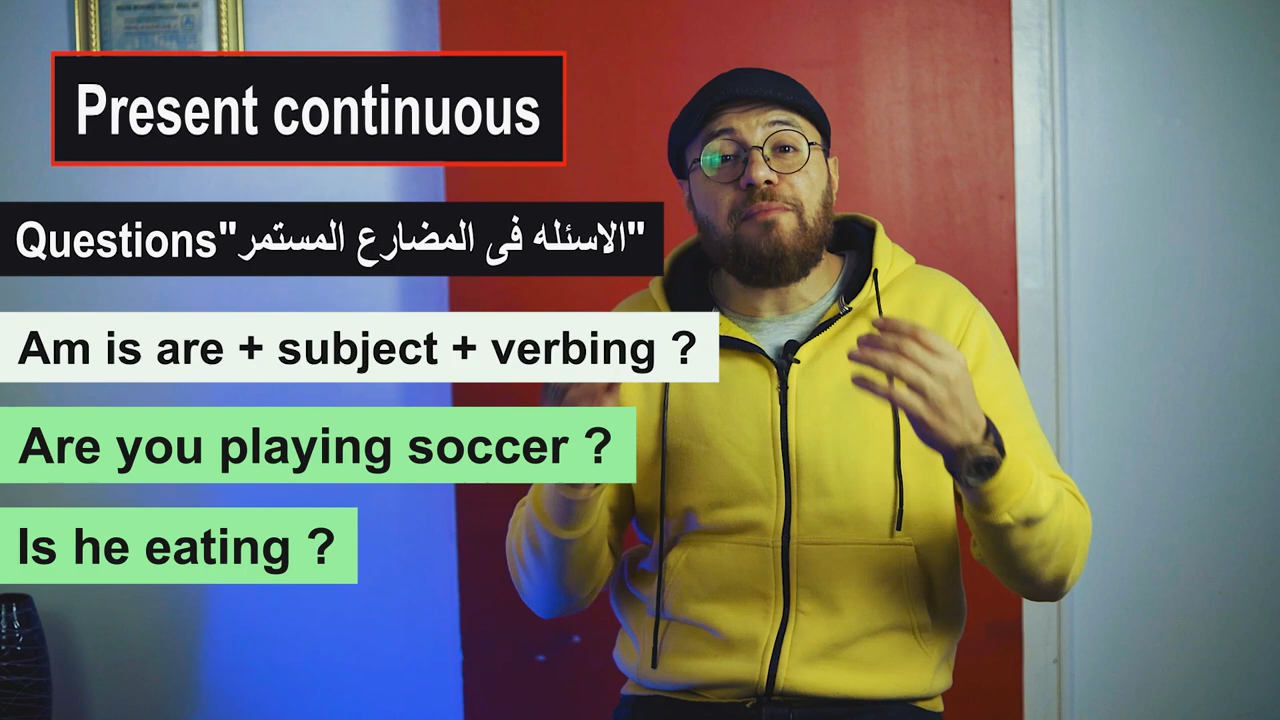 Present continuous
Questions"الاسئله فى المضارع المستمر"
Am is are + subject + verbing ?
Are you playing soccer ?
Is he eating ?